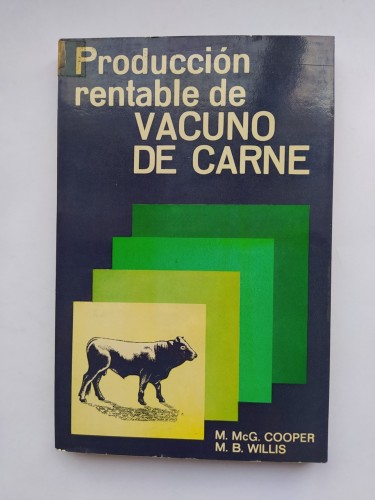 Producción
rentable de
VACUNO
DE CARNE
M. McG. COOPER
M. B. WILLIS